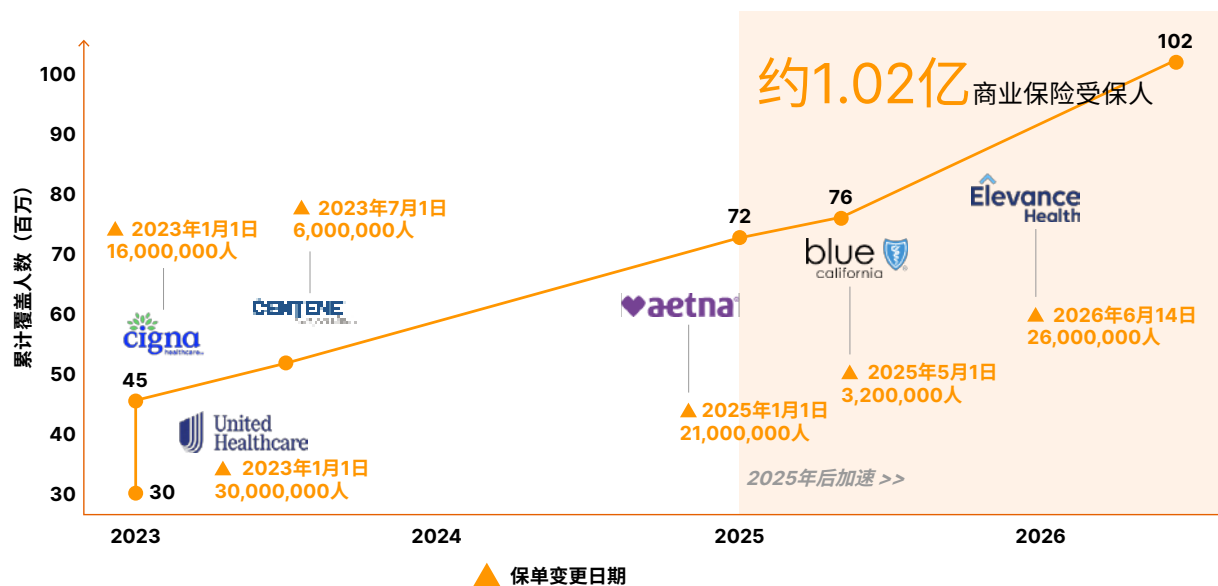 约1.02亿商业保险受保人
累计覆盖人数（百万）
100
90
80
70
60
50
40
30
2023
2024
2025
2026
30
45
72
76
102
2023年1月1日
16,000,000人
cigna
healthcare
2023年7月1日
6,000,000人
CENTENE
United
Healthcare
2023年1月1日
30,000,000人
aetna
2025年1月1日
21,000,000人
blue
california
2025年5月1日
3,200,000人
Elevance
Health
2026年6月14日
26,000,000人
2025年后加速 >>
保单变更日期